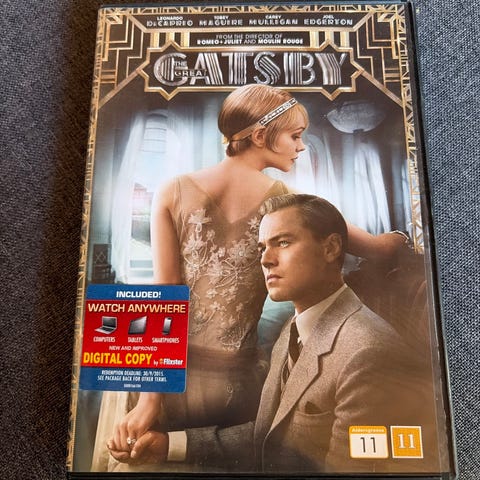 LEONARDO TOBEY CAREY JOEL
DiCAPRIO MAGUIRE MULLIGAN EDGERTON
FROM THE DIRECTOR OF
ROMEO+JULIET AND MOULIN ROUGE
THE GREAT
GATSBY
INCLUDED!
WATCH ANYWHERE
COMPUTERS TABLETS SMARTPHONES
NEW AND IMPROVED
DIGITAL COPY by Flixster
REDEMPTION DEADLINE: 30/9/2015.
SEE PACKAGE BACK FOR OTHER TERMS.
Aldersgrense
11
11